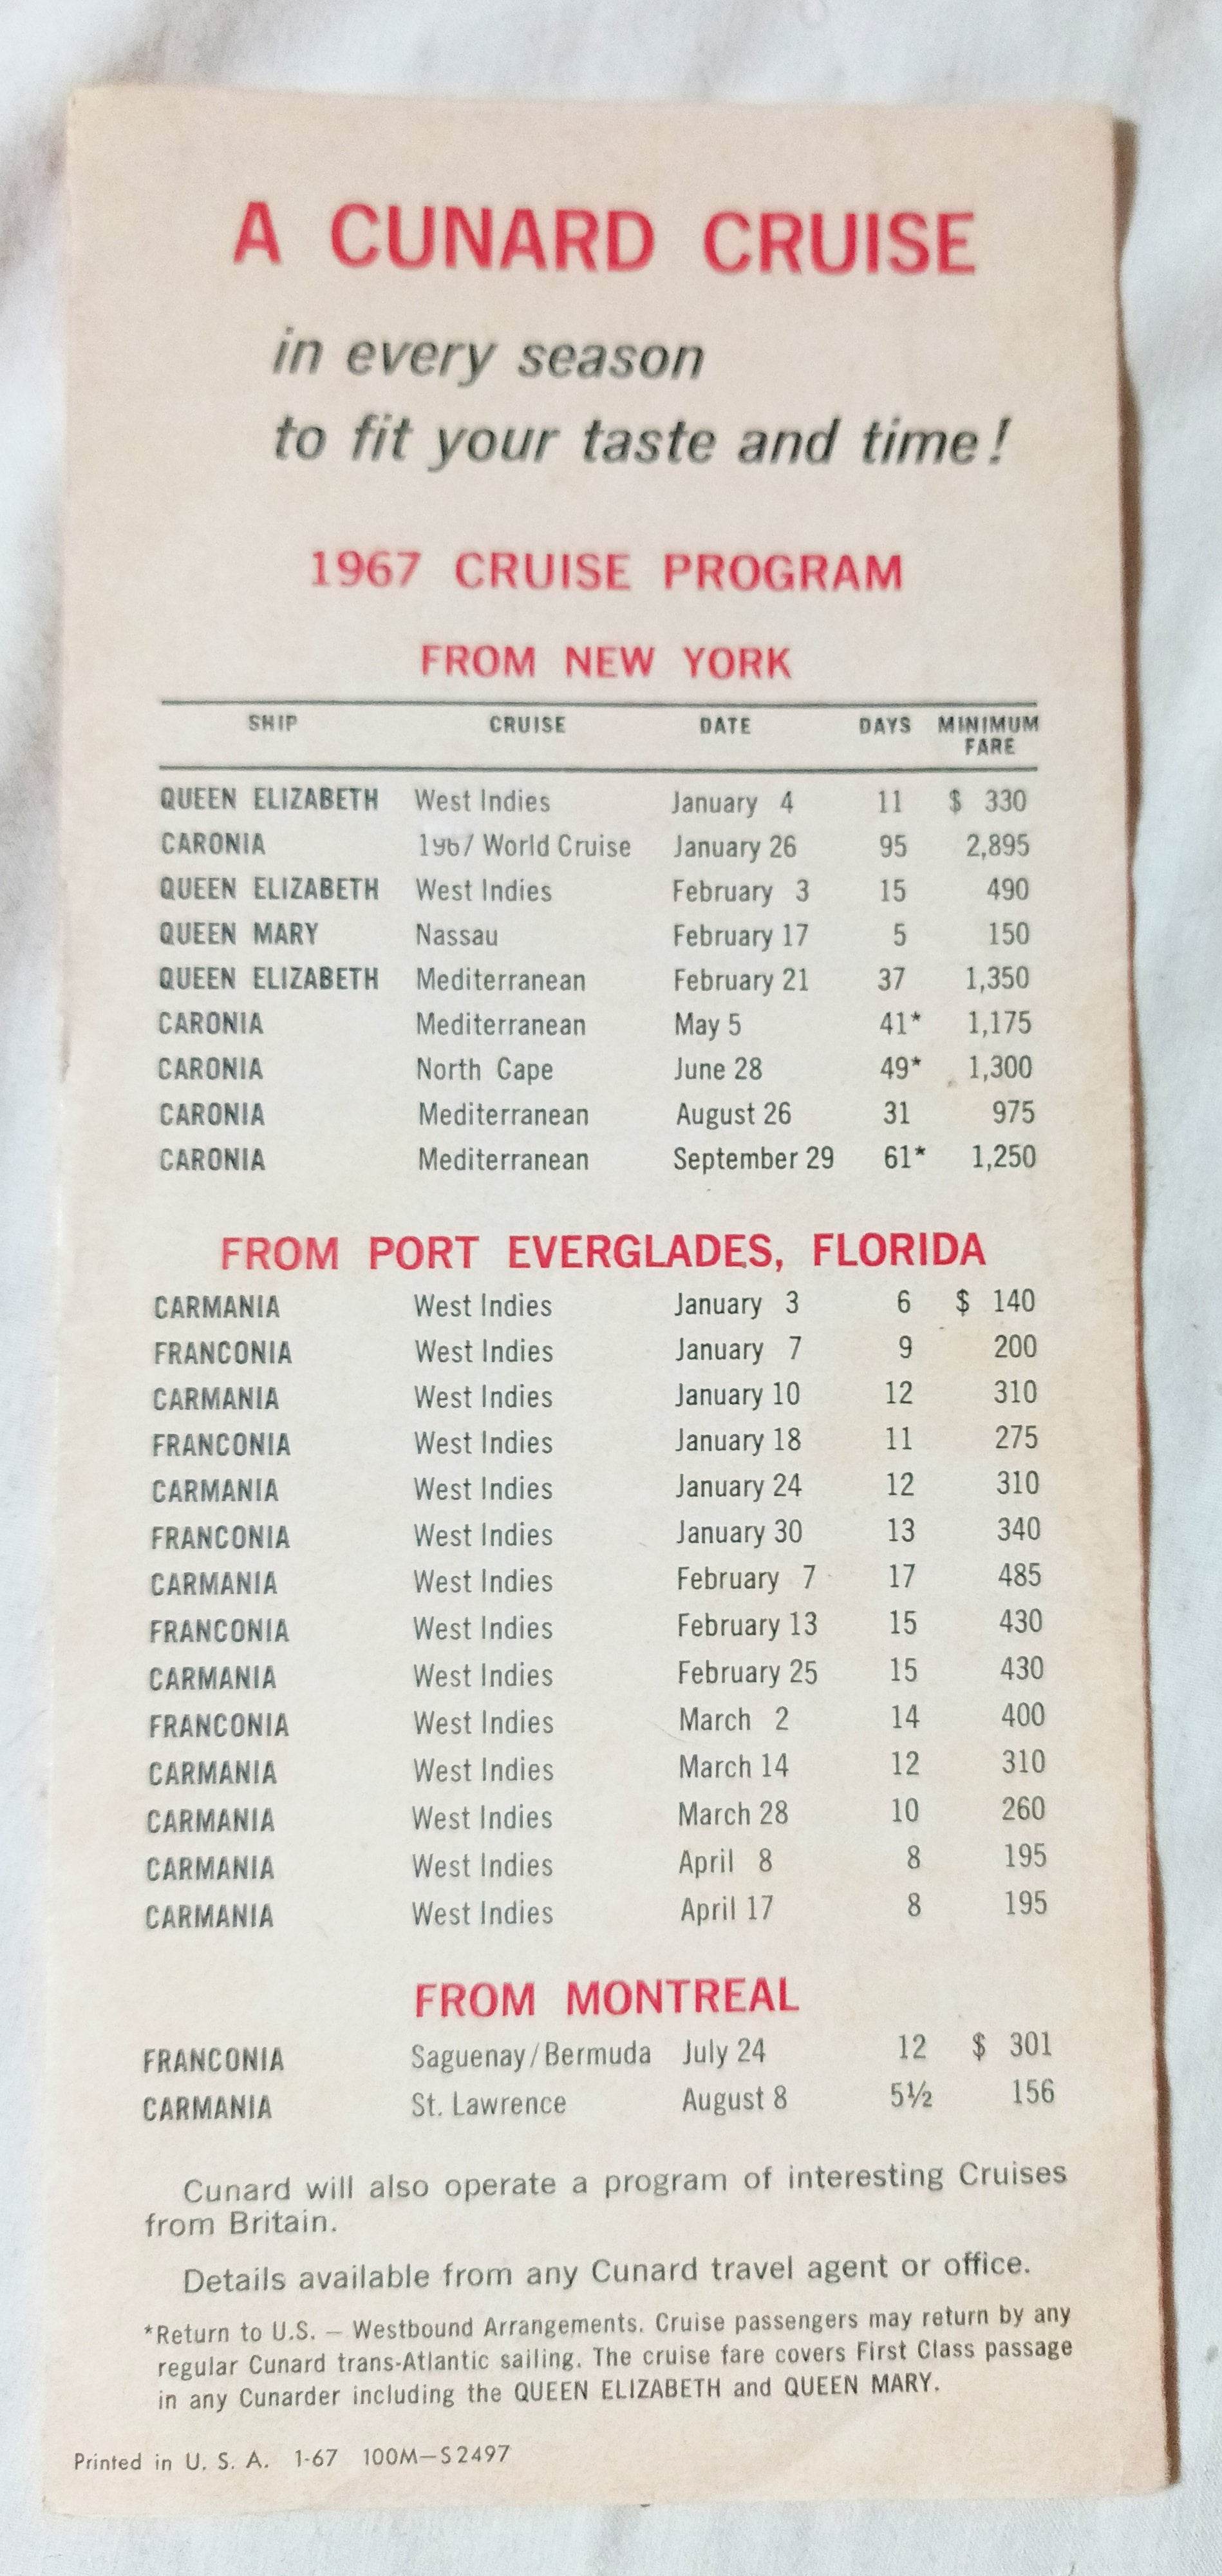 A CUNARD CRUISE
in every season
to fit your taste and time!
1967 CRUISE PROGRAM
FROM NEW YORK
SHIP CRUISE DATE DAYS MINIMUM FARE
QUEEN ELIZABETH West Indies January 4 11 $ 330
CARONIA 1967 World Cruise January 26 95 2,895
QUEEN ELIZABETH West Indies February 3 15 490
QUEEN MARY Nassau February 17 5 150
QUEEN ELIZABETH Mediterranean February 21 37 1,350
CARONIA Mediterranean May 5 41* 1,175
CARONIA North Cape June 28 49* 1,300
CARONIA Mediterranean August 26 31 975
CARONIA Mediterranean September 29 61* 1,250
FROM PORT EVERGLADES, FLORIDA
CARMANIA West Indies January 3 6 $ 140
FRANCONIA West Indies January 7 9 200
CARMANIA West Indies January 10 12 310
FRANCONIA West Indies January 18 11 275
CARMANIA West Indies January 24 12 310
FRANCONIA West Indies January 30 13 340
CARMANIA West Indies February 7 17 485
FRANCONIA West Indies February 13 15 430
CARMANIA West Indies February 25 15 430
FRANCONIA West Indies March 2 14 400
CARMANIA West Indies March 14 12 310
CARMANIA West Indies March 28 10 260
CARMANIA West Indies April 8 8 195
CARMANIA West Indies April 17 8 195
FROM MONTREAL
FRANCONIA Saguenay/Bermuda July 24 12 $ 301
CARMANIA St. Lawrence August 8 5½ 156
Cunard will also operate a program of interesting Cruises
from Britain.
Details available from any Cunard travel agent or office.
*Return to U.S. — Westbound Arrangements. Cruise passengers may return by any
regular Cunard trans-Atlantic sailing. The cruise fare covers First Class passage
in any Cunarder including the QUEEN ELIZABETH and QUEEN MARY.
Printed in U. S. A. 1-67 100M—S2497